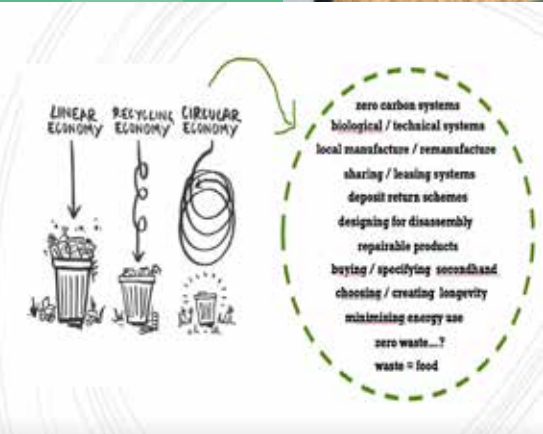 LINEAR ECONOMY
RECYCLING ECONOMY
CIRCULAR ECONOMY
zero carbon systems
biological / technical systems
local manufacture / remanufacture
sharing / leasing systems
deposit return schemes
designing for disassembly
repairable products
buying / specifying secondhand
choosing / creating longevity
minimising energy use
zero waste...?
waste = food